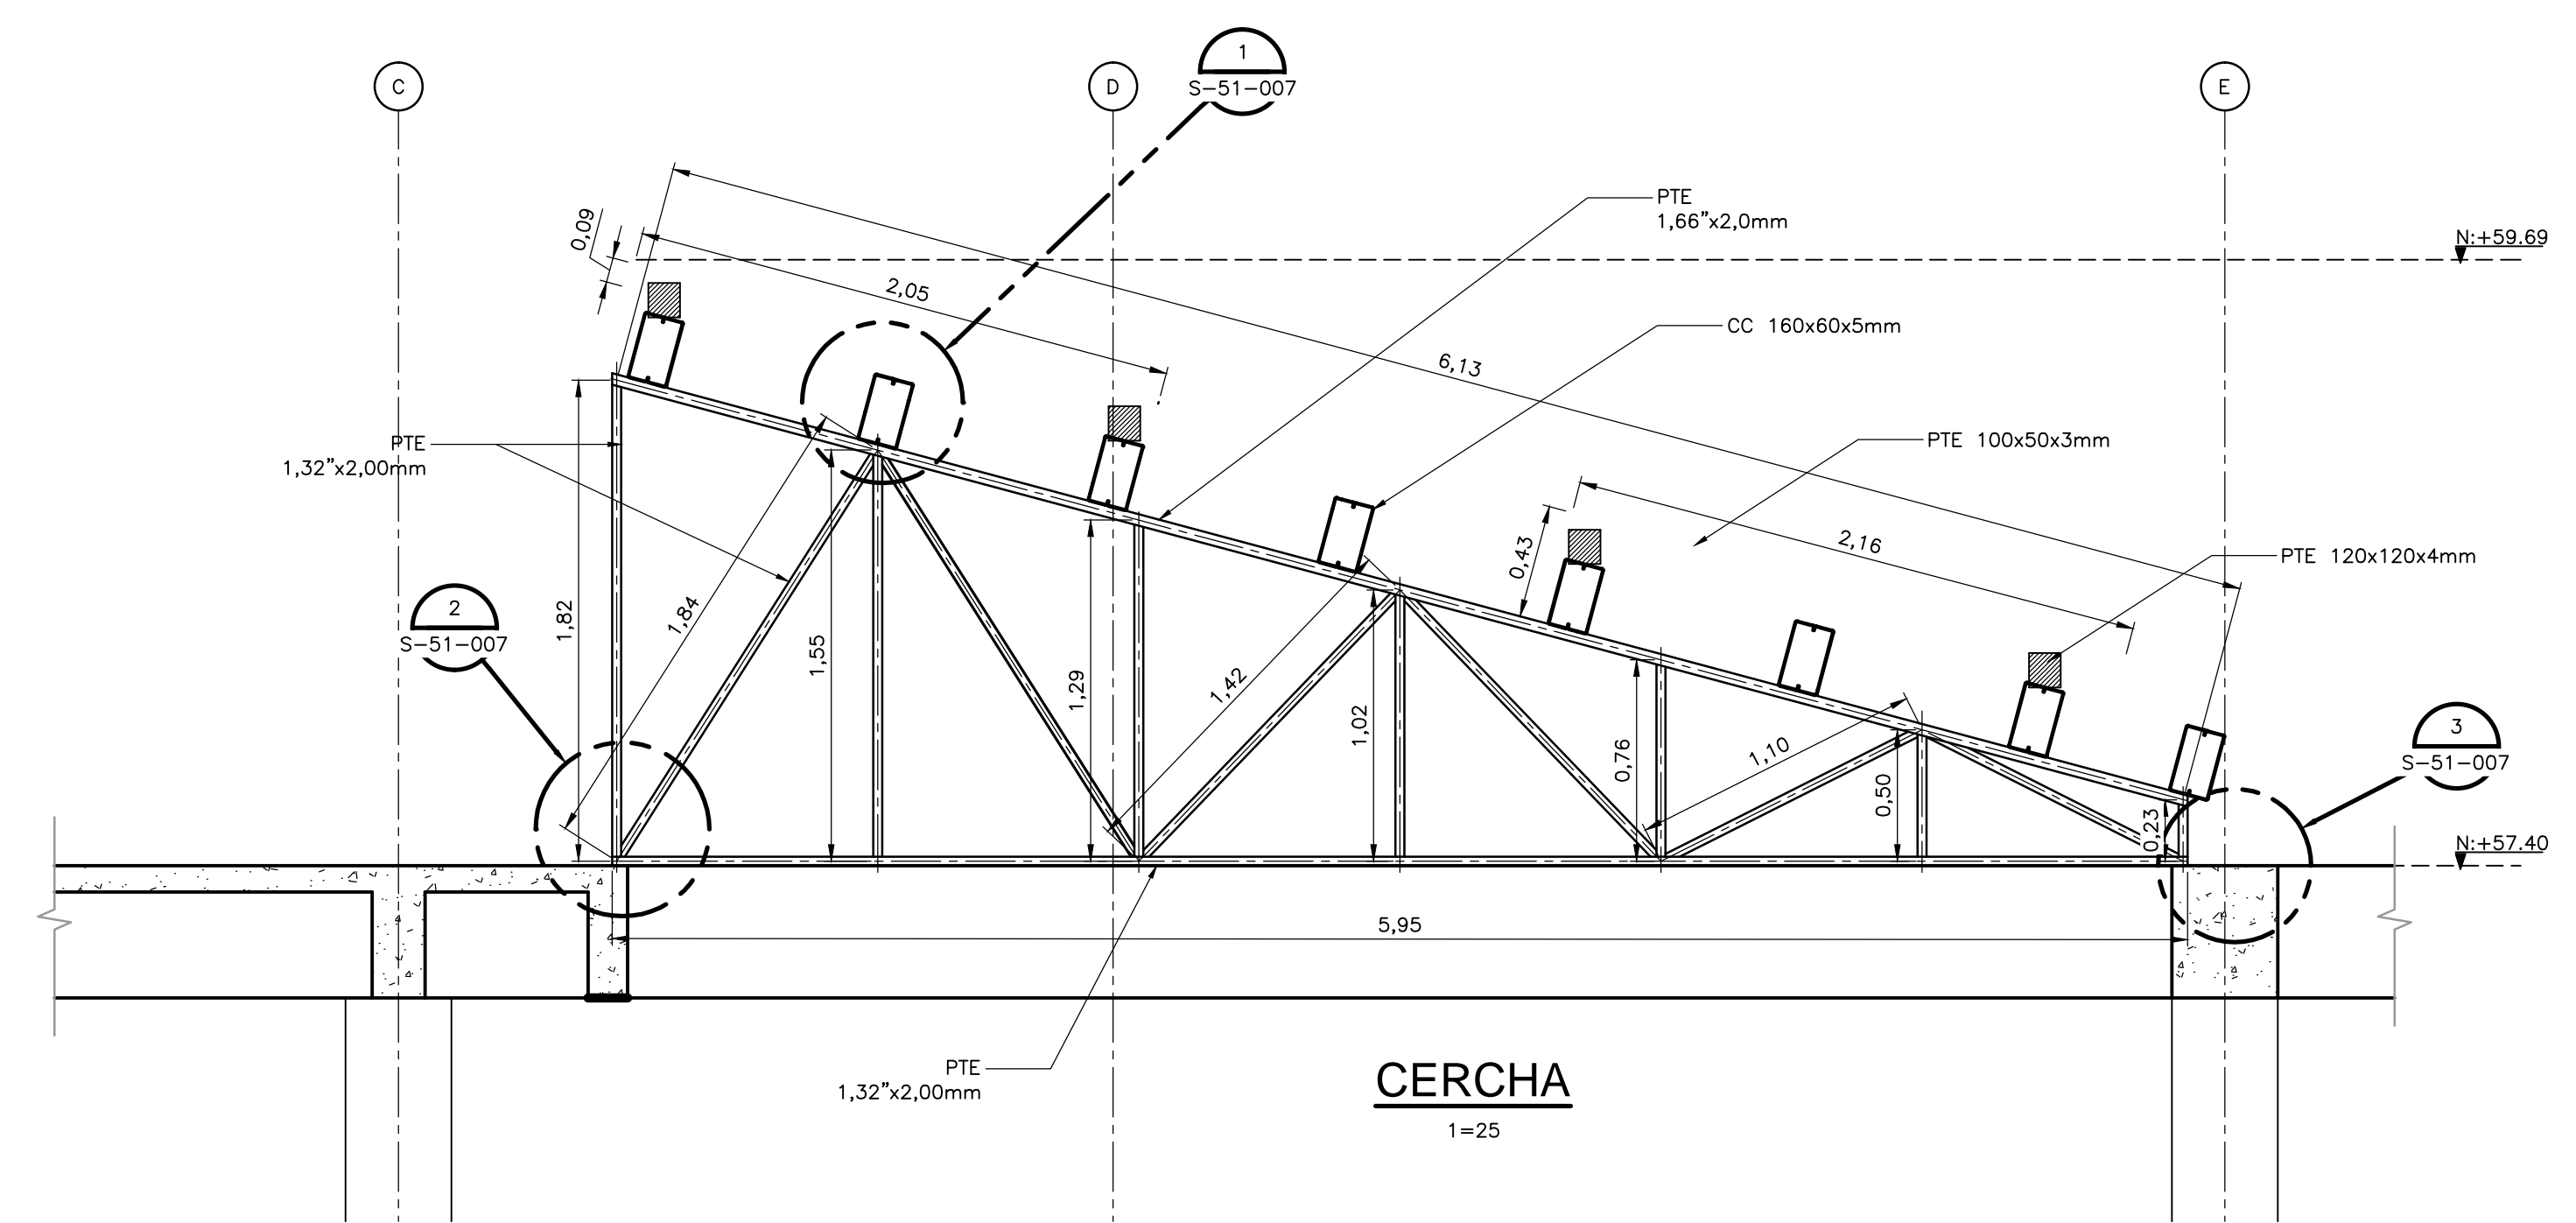 1
S-51-007
C
D
E
N:+59.69
0,09
2,05
6,13
PTE
1,66”x2,0mm
CC 160x60x5mm
PTE 100x50x3mm
PTE 120x120x4mm
PTE
1,32”x2,00mm
0,43
2,16
2
S-51-007
1,82
1,84
1,55
1,29
1,42
1,02
0,76
1,10
0,50
0,23
3
S-51-007
N:+57.40
5,95
PTE
1,32”x2,00mm
CERCHA
1=25